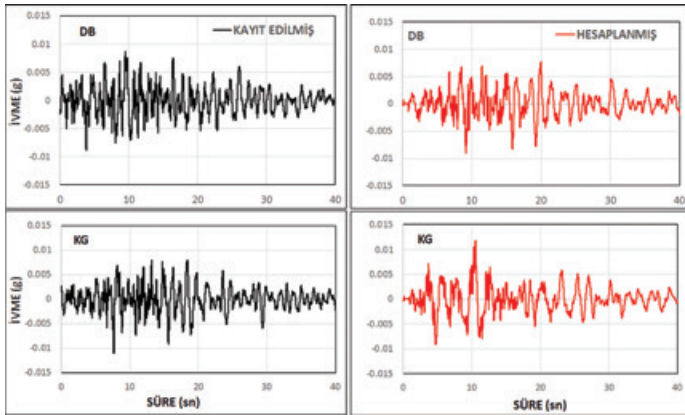 DB
KAYIT EDİLMİŞ
İVME (g)
0.015
0.01
0.005
0
-0.005
-0.01
-0.015
0 10 20 30 40
DB
HESAPLANMIŞ
0.015
0.01
0.005
0
-0.005
-0.01
-0.015
0 10 20 30 40
KG
İVME (g)
0.015
0.01
0.005
0
-0.005
-0.01
-0.015
0 10 20 30 40
SÜRE (sn)
KG
0.015
0.01
0.005
0
-0.005
-0.01
-0.015
0 10 20 30 40
SÜRE (sn)